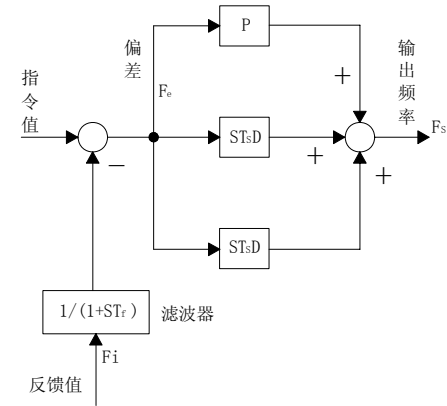 P
偏差
输出频率
指令值
Fₑ
+
STsD
+
Fs
−
+
STsD
1/(1+STf)
滤波器
Fi
反馈值